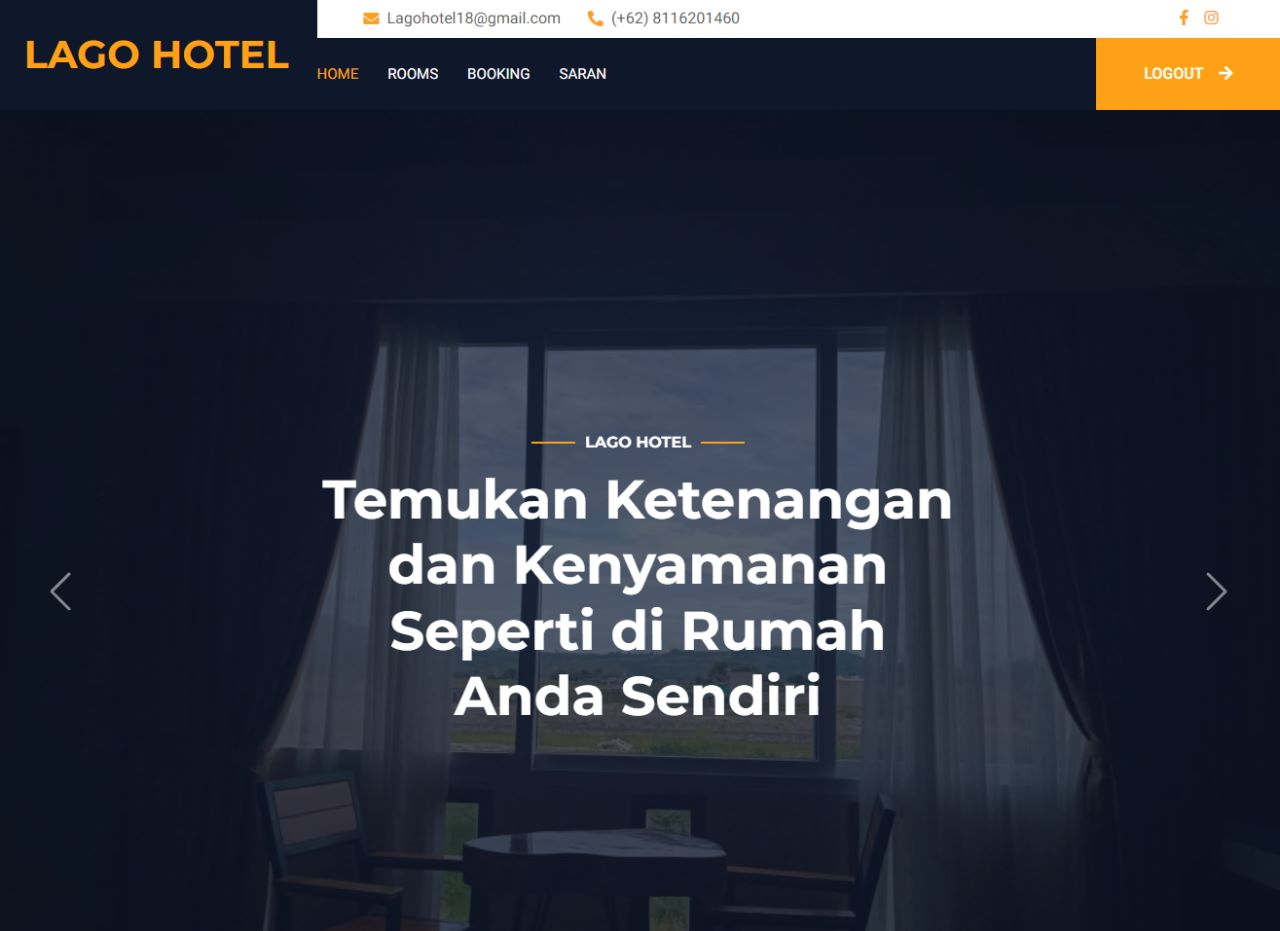 Lagohotel18@gmail.com (+62) 8116201460
LAGO HOTEL
HOME ROOMS BOOKING SARAN LOGOUT
LAGO HOTEL
Temukan Ketenangan
dan Kenyamanan
Seperti di Rumah
Anda Sendiri